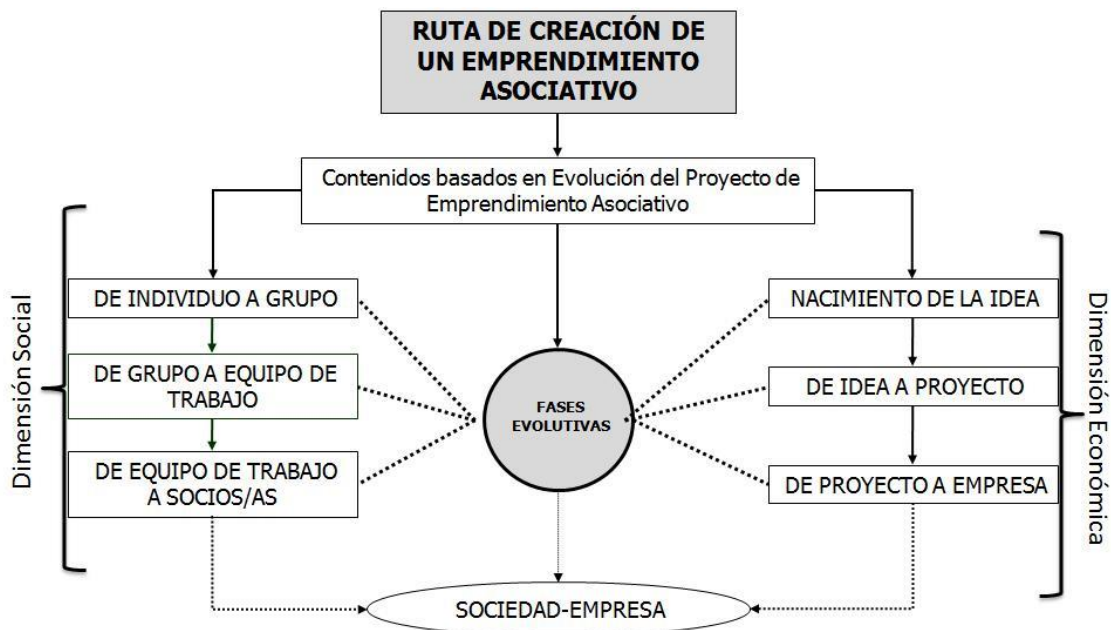 RUTA DE CREACIÓN DE
UN EMPRENDIMIENTO
ASOCIATIVO
Contenidos basados en Evolución del Proyecto de
Emprendimiento Asociativo
Dimensión Social
DE INDIVIDUO A GRUPO
DE GRUPO A EQUIPO DE
TRABAJO
DE EQUIPO DE TRABAJO
A SOCIOS/AS
FASES
EVOLUTIVAS
NACIMIENTO DE LA IDEA
DE IDEA A PROYECTO
DE PROYECTO A EMPRESA
Dimensión Económica
SOCIEDAD-EMPRESA